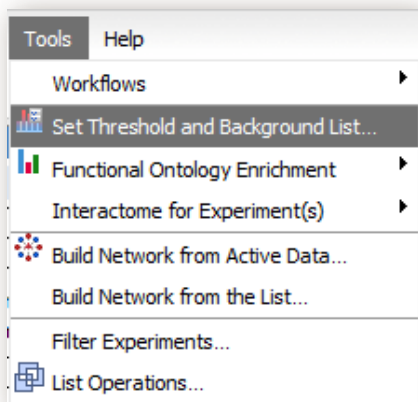 Tools Help
Workflows
Set Threshold and Background List...
Functional Ontology Enrichment
Interactome for Experiment(s)
Build Network from Active Data...
Build Network from the List...
Filter Experiments...
List Operations...